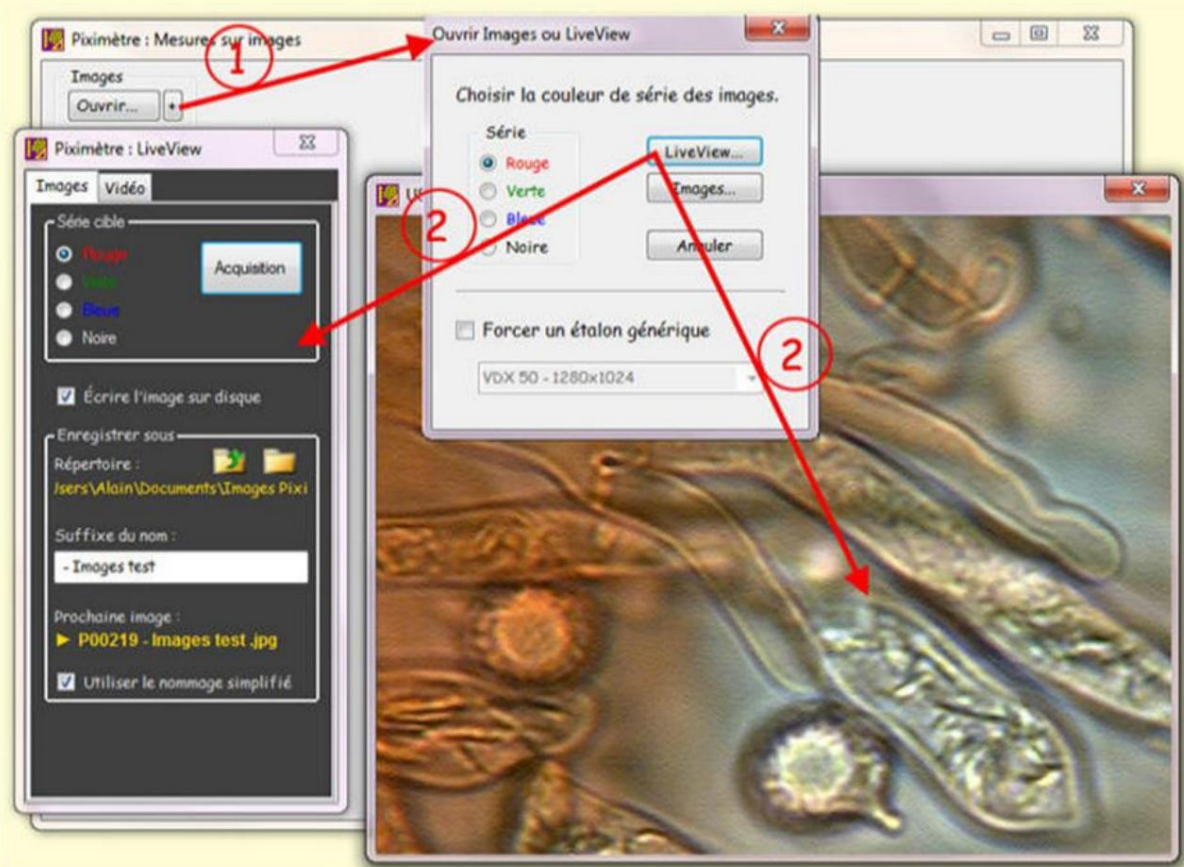 Piximètre : Mesures sur images
1
Images
Ouvrir...
+
Ouvrir Images ou LiveView
Choisir la couleur de série des images.
Série
Rouge
Verte
Bleue
Noire
LiveView...
Images...
Annuler
Forcer un étalon générique
VDX 50 - 1280x1024
2
2
Piximètre : LiveView
Images
Vidéo
Série cible
Rouge
Verte
Bleue
Noire
Acquisition
Écrire l'image sur disque
Enregistrer sous
Répertoire :
Jsers\Alain\Documents\Images Pixi
Suffixe du nom :
- Images test
Prochaine image :
► P00219 - Images test .jpg
Utiliser le nommage simplifié